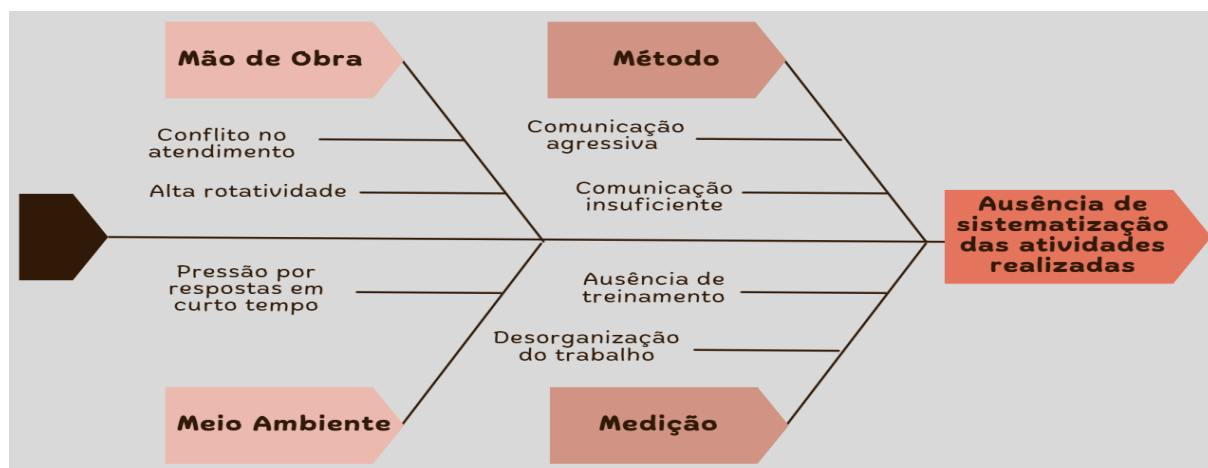 Mão de Obra
Método
Conflito no
atendimento
Alta rotatividade
Comunicação
agressiva
Comunicação
insuficiente
Ausência de
sistematização
das atividades
realizadas
Pressão por
respostas em
curto tempo
Ausência de
treinamento
Desorganização
do trabalho
Meio Ambiente
Medição